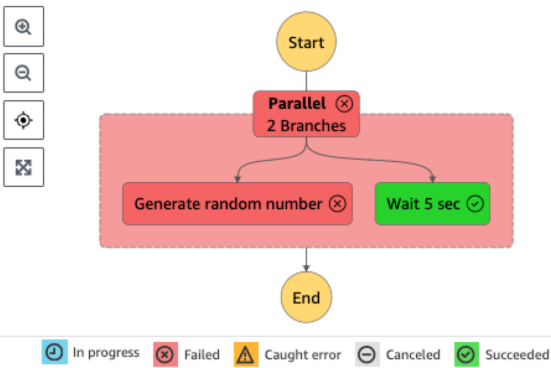 Start
Parallel
2 Branches
Generate random number
Wait 5 sec
End
In progress
Failed
Caught error
Canceled
Succeeded